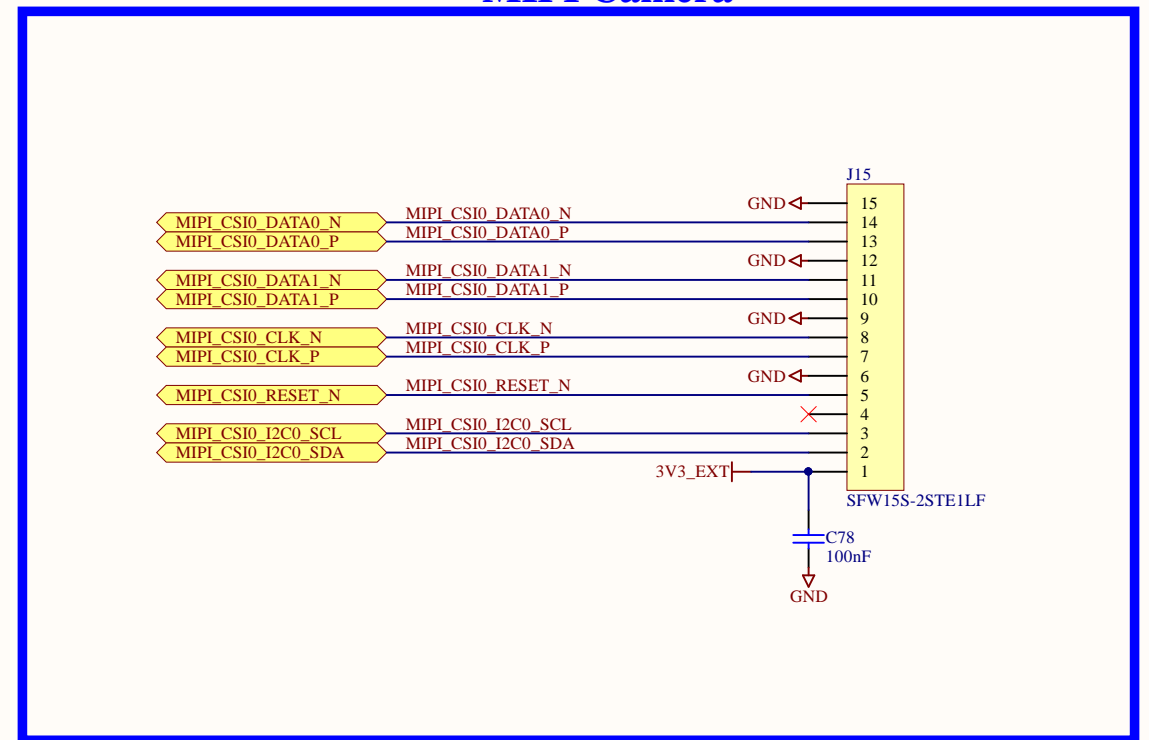 MIPI Camera
J15
GND 15
MIPI_CSI0_DATA0_N MIPI_CSI0_DATA0_N 14
MIPI_CSI0_DATA0_P MIPI_CSI0_DATA0_P 13
GND 12
MIPI_CSI0_DATA1_N MIPI_CSI0_DATA1_N 11
MIPI_CSI0_DATA1_P MIPI_CSI0_DATA1_P 10
GND 9
MIPI_CSI0_CLK_N MIPI_CSI0_CLK_N 8
MIPI_CSI0_CLK_P MIPI_CSI0_CLK_P 7
GND 6
MIPI_CSI0_RESET_N MIPI_CSI0_RESET_N 5
4
MIPI_CSI0_I2C0_SCL MIPI_CSI0_I2C0_SCL 3
MIPI_CSI0_I2C0_SDA MIPI_CSI0_I2C0_SDA 2
3V3_EXT 1
SFW15S-2STE1LF
C78
100nF
GND